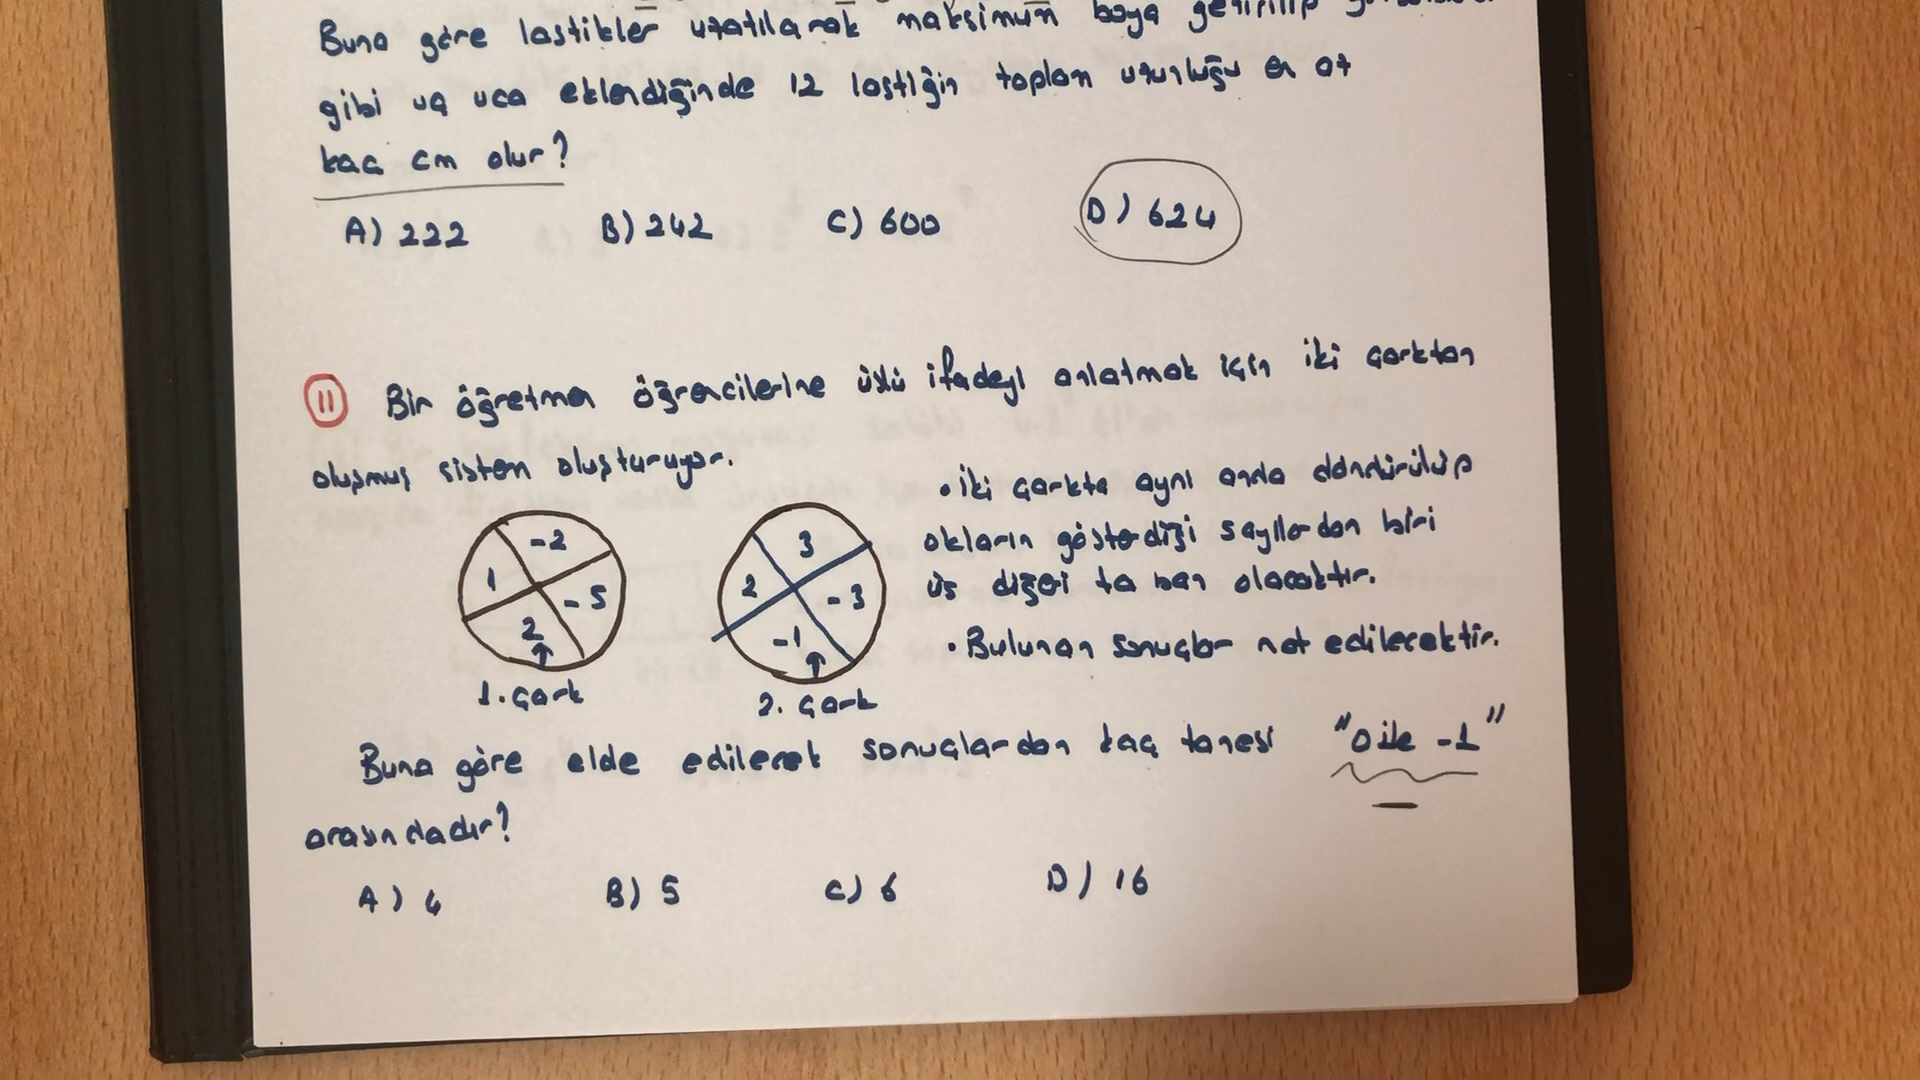 Buna göre lastikler uzatılarak maksimum boya getirilip
gibi uç uca eklendiğinde 12 lastiğin toplam uzunluğu en az
kaç cm olur?
A) 222 B) 242 C) 600 D) 624
11 Bir öğretmen öğrencilerine üslü ifadeyi anlatmak için iki çarktan
oluşmuş sistem oluşturuyor.
• İki çarkta aynı anda döndürülüp
okların gösterdiği sayılardan biri
üs diğeri taban olacaktır.
• Bulunan sonuçlar not edilecektir.
-2
1
-5
2
1. çark
3
2
-3
-1
2. çark
Buna göre elde edilecek sonuçlardan kaç tanesi "0 ile -1"
arasındadır?
A) 4 B) 5 C) 6 D) 16